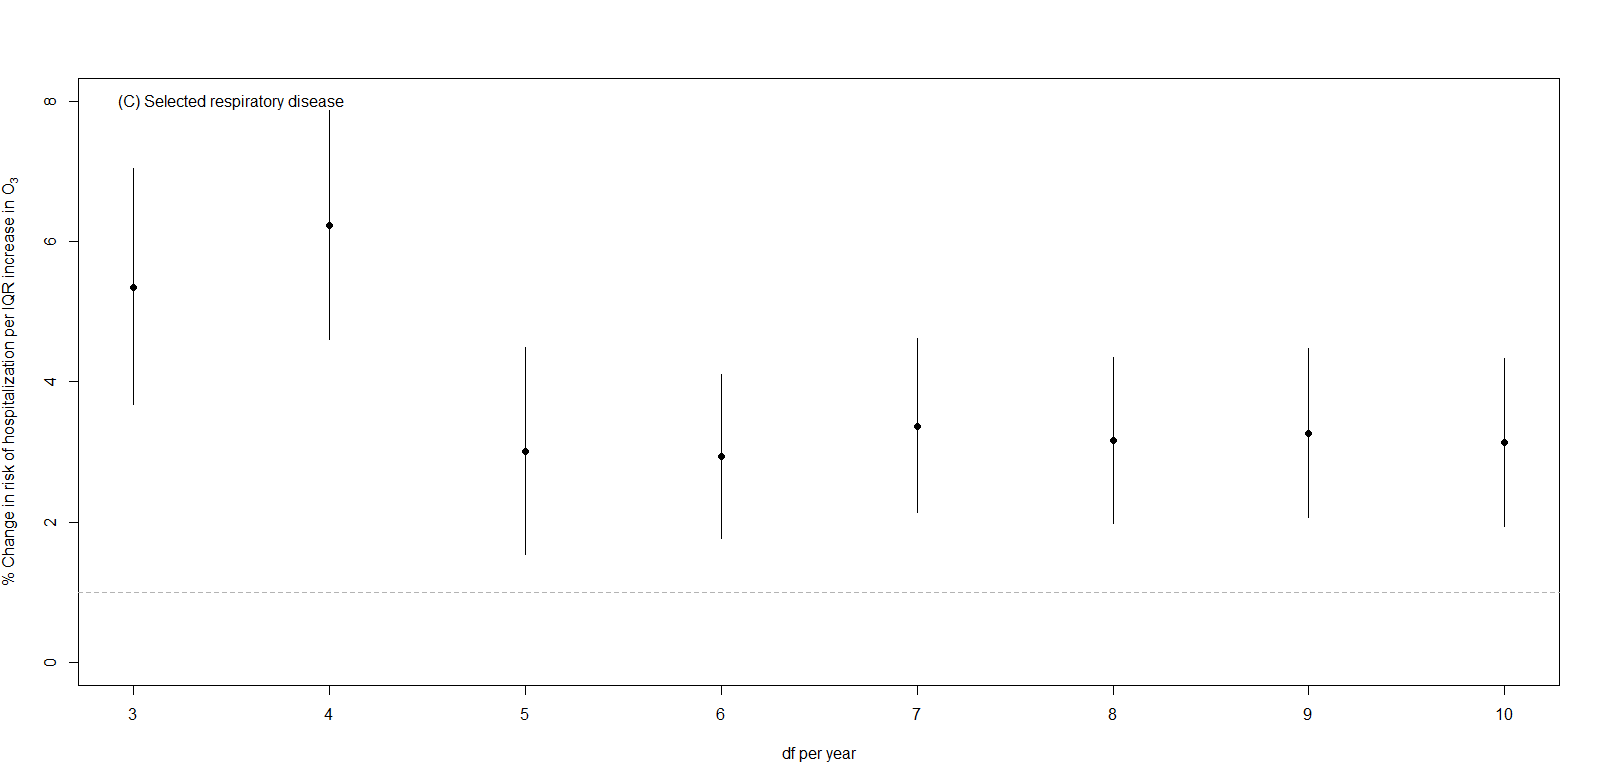 (C) Selected respiratory disease
% Change in risk of hospitalization per IQR increase in O₃
8
6
4
2
0
3 4 5 6 7 8 9 10
df per year